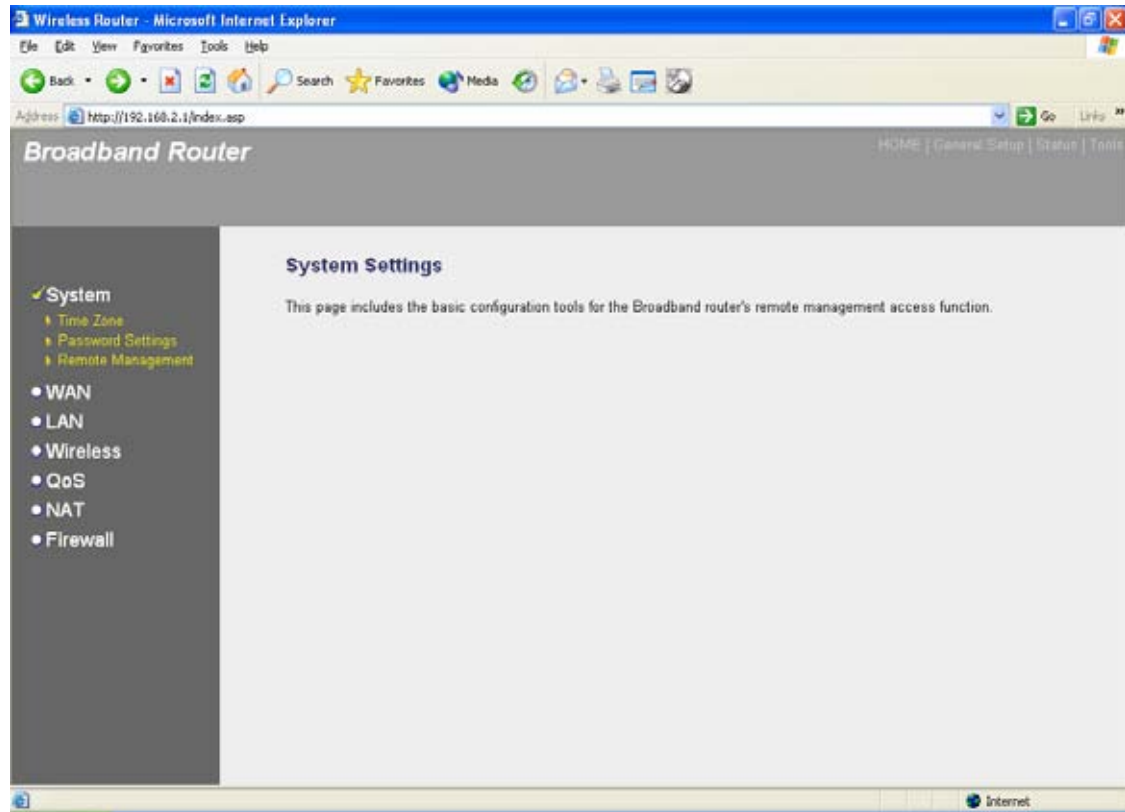 Wireless Router - Microsoft Internet Explorer
File Edit View Favorites Tools Help
Back Search Favorites Media
Address http://192.168.2.1/index.asp Go Links »
Broadband Router
HOME | General Setup | Status | Tools
System
Time Zone
Password Settings
Remote Management
WAN
LAN
Wireless
QoS
NAT
Firewall
System Settings
This page includes the basic configuration tools for the Broadband router's remote management access function.
Internet